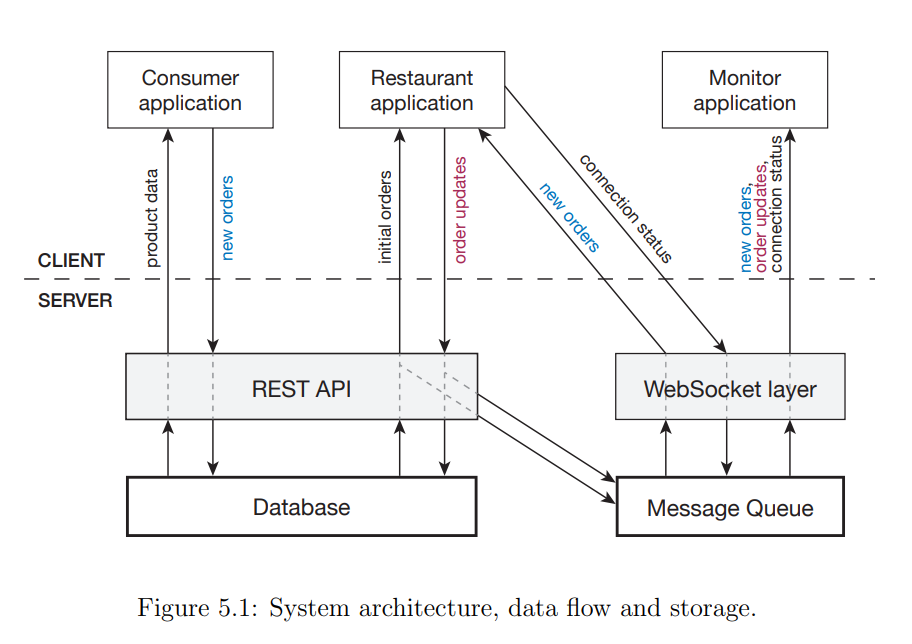 Consumer
application
Restaurant
application
Monitor
application
product data
new orders
initial orders
order updates
new orders
connection status
new orders,
order updates,
connection status
CLIENT
SERVER
REST API
WebSocket layer
Database
Message Queue
Figure 5.1: System architecture, data flow and storage.